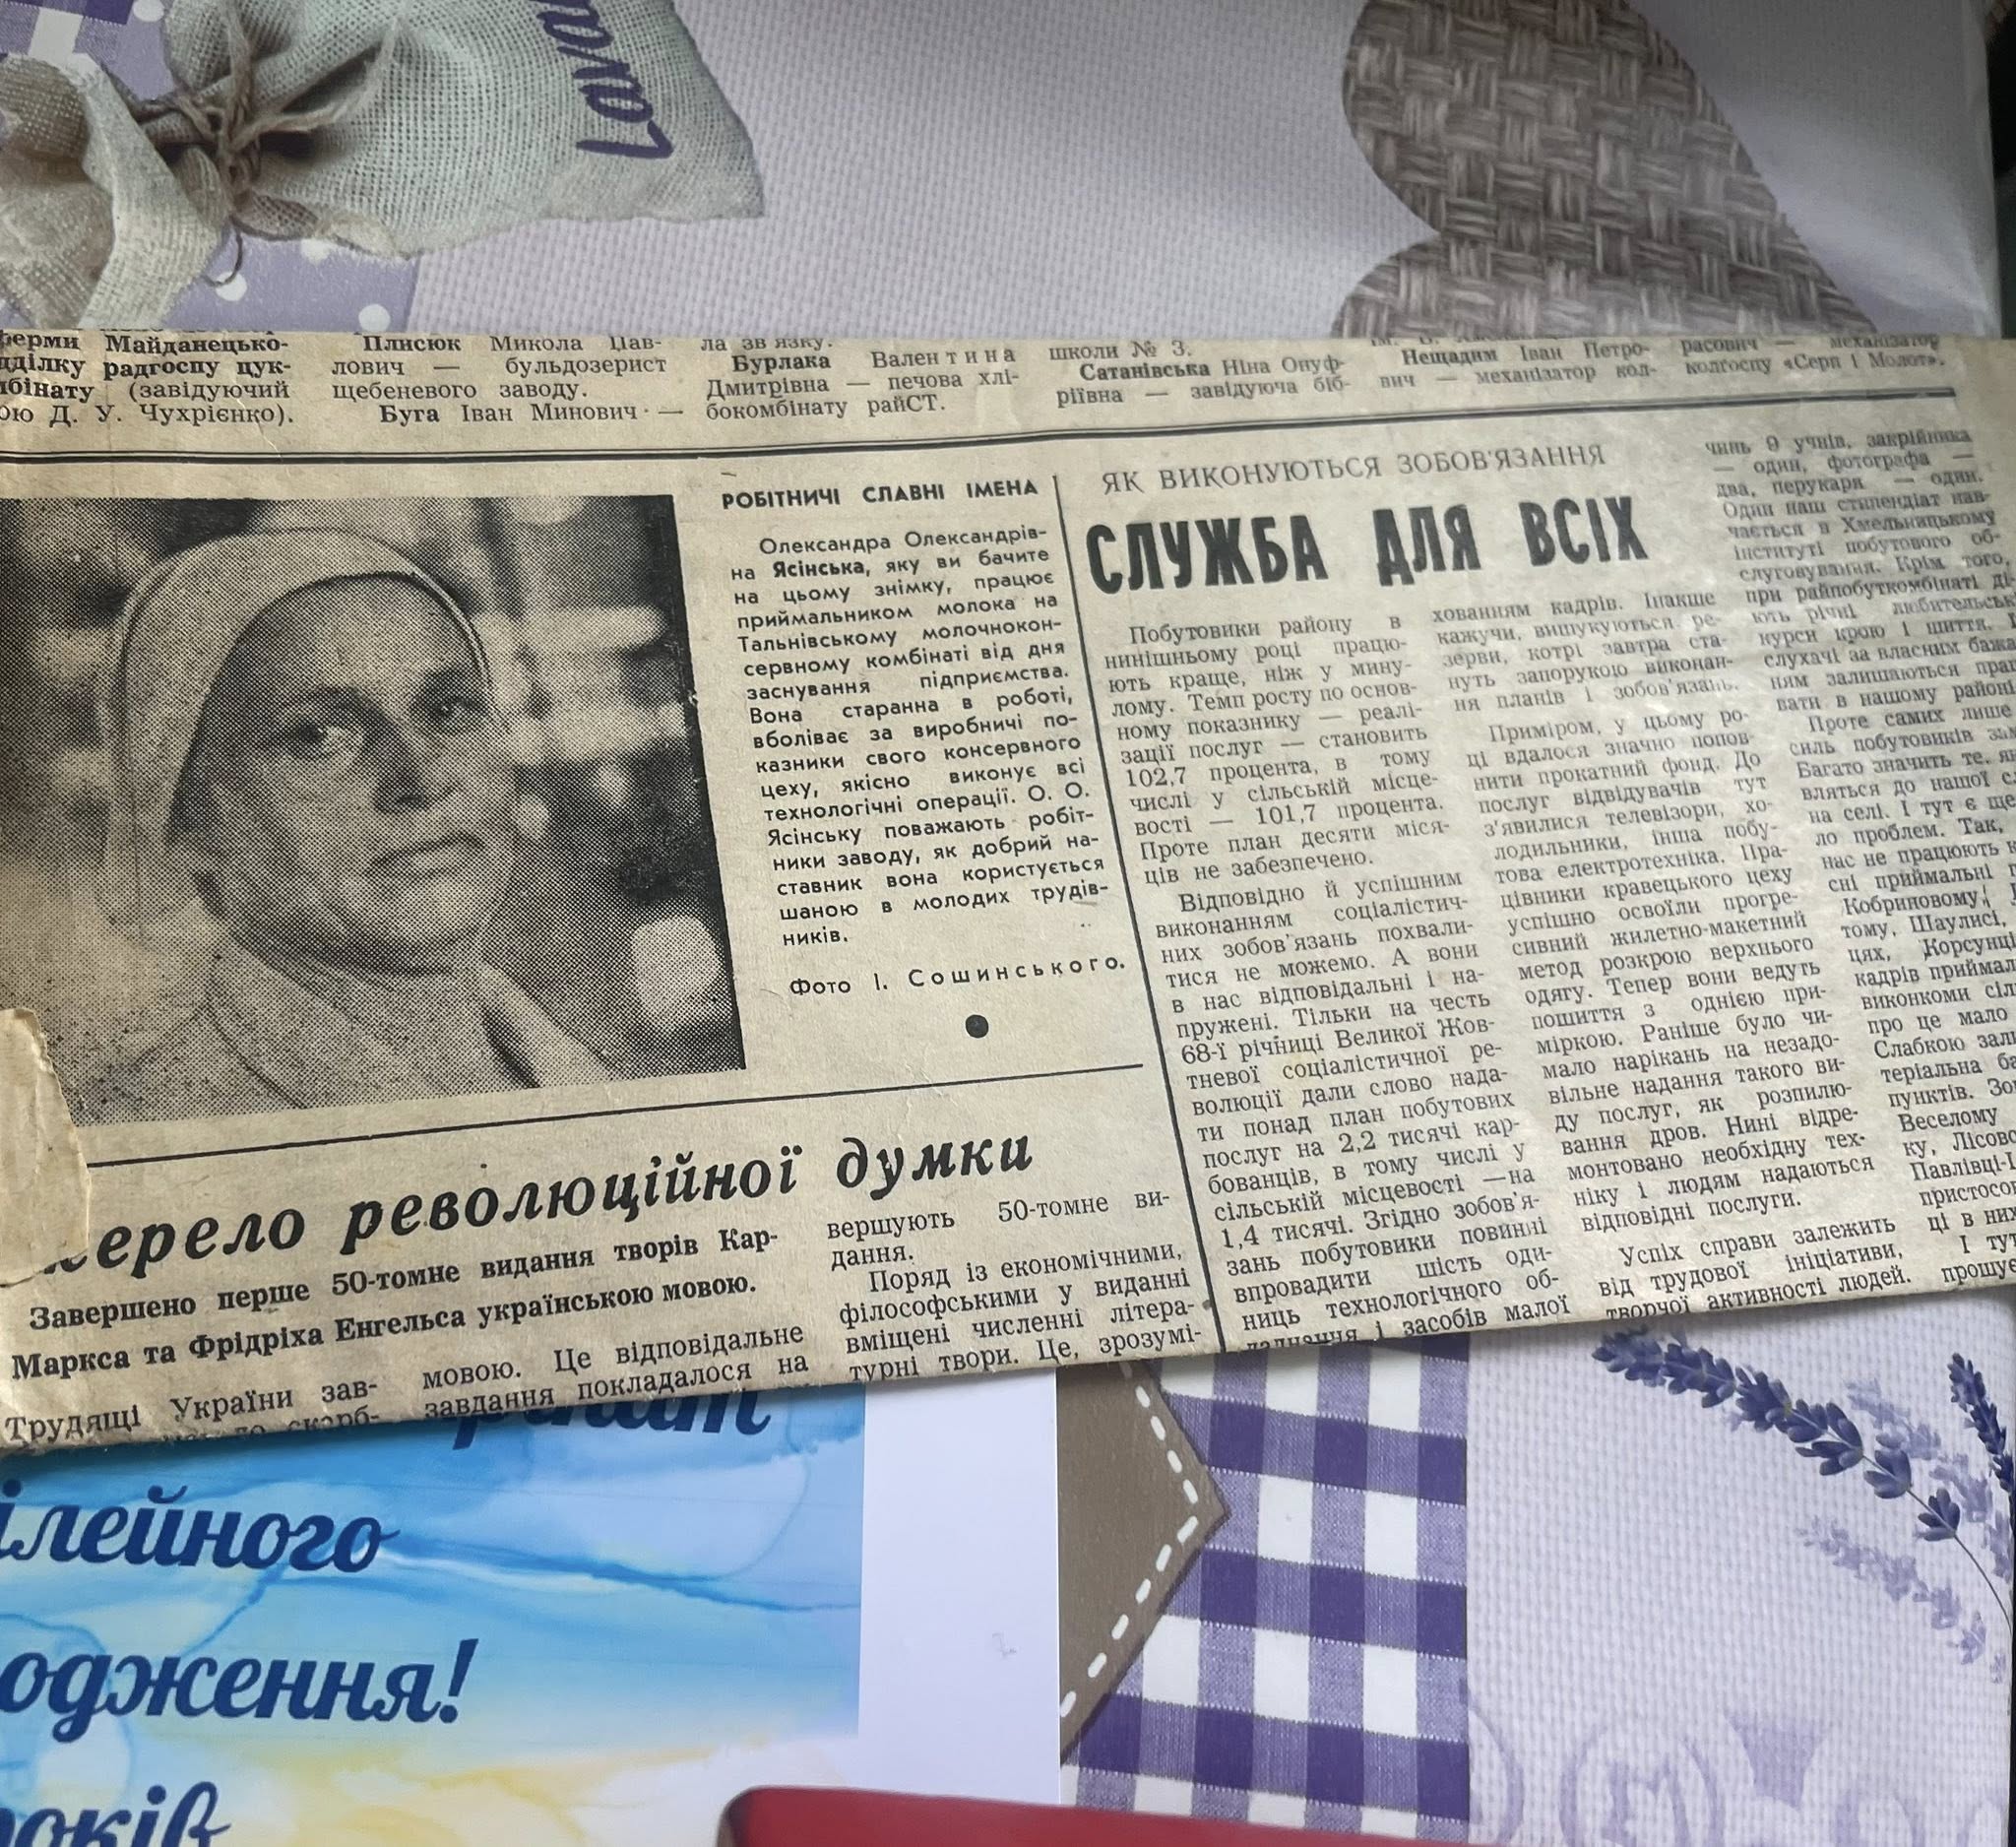 Lava
ферми Майданецько-
радгоспу цук-
(завідуючий
Д. У. Чухрієнко).
Плисюк Микола Пав-
лович — бульдозерист
щебеневого заводу.
Буга Іван Минович —
ла зв'язку.
Бурлака Валентина
Дмитрівна — печова хлі-
бокомбінату райСТ.
школи № 3.
Сатанівська Ніна Онуф-
ріївна — завідуюча біб-
Нещадим Іван Петро-
вич — механізатор кол-
расович — механізатор
колгоспу «Серп і Молот».
РОБІТНИЧІ СЛАВНІ ІМЕНА
Олександра Олександрів-
на Ясінська, яку ви бачите
на цьому знімку, працює
приймальником молока на
Тальнівському молочнокон-
сервному комбінаті від дня
заснування підприємства.
Вона старанна в роботі,
вболіває за виробничі по-
казники свого консервного
цеху, якісно виконує всі
технологічні операції. О. О.
Ясінську поважають робіт-
ники заводу, як добрий на-
ставник вона користується
шаною в молодих трудів-
ників.
Фото І. Сошинського.
ерело революційної думки
Завершено перше 50-томне видання творів Кар-
Маркса та Фрідріха Енгельса українською мовою.
Трудящі України зав-
скарб-
мовою. Це відповідальне
завдання покладалося на
вершують 50-томне ви-
дання.
Поряд із економічними,
філософськими у виданні
вміщені численні літера-
турні твори. Це, зрозумі-
ЯК ВИКОНУЮТЬСЯ ЗОБОВ'ЯЗАННЯ
СЛУЖБА ДЛЯ ВСІХ
Побутовики району в
нинішньому році працю-
ють краще, ніж у мину-
лому. Темп росту по основ-
ному показнику — реалі-
зації послуг — становить
102,7 процента, в тому
числі у сільській місце-
вості — 101,7 процента.
Проте план десяти міся-
ців не забезпечено.
Відповідно й успішним
виконанням соціалістич-
них зобов'язань похвали-
тися не можемо. А вони
в нас відповідальні і на-
пружені. Тільки на честь
68-ї річниці Великої Жов-
тневої соціалістичної ре-
волюції дали слово нада-
ти понад план побутових
послуг на 2,2 тисячі кар-
бованців, в тому числі у
сільській місцевості —на
1,4 тисячі. Згідно зобов'я-
зань побутовики повинні
впровадити шість оди-
ниць технологічного об-
ладнання і засобів малої
хованням кадрів. Інакше
кажучи, вишукуються ре-
зерви, котрі завтра ста-
нуть запорукою виконан-
ня планів і зобов'язань.
Приміром, у цьому ро-
ці вдалося значно попов-
нити прокатний фонд. До
послуг відвідувачів тут
з'явилися телевізори, хо-
лодильники, інша побу-
това електротехніка. Пра-
цівники кравецького цеху
успішно освоїли прогре-
сивний жилетно-макетний
метод розкрою верхнього
одягу. Тепер вони ведуть
пошиття з однією при-
міркою. Раніше було чи-
мало нарікань на незадо-
вільне надання такого ви-
ду послуг, як розпилю-
вання дров. Нині відре-
монтовано необхідну тех-
ніку і людям надаються
відповідні послуги.
Успіх справи залежить
від трудової ініціативи,
творчої активності людей.
чинь 9 учнів, закрійника
— один, фотографа —
два, перукаря — один.
Один наш стипендіат нав-
чається в Хмельницькому
інституті побутового об-
слуговування. Крім того,
при райпобуткомбінаті ді-
ють річні любительськ
курси крою і шиття.
слухачі за власним бажа
ням залишаються пра
вати в нашому районі
Проте самих лише
силь побутовиків
Багато значить те, я
вляться до нашої
на селі. І тут є ще
ло проблем. Так,
нас не працюють
сні приймальні
Кобриновому,
тому, Шаулисі,
цях, Корсунці
кадрів приймал
виконкоми сіл
про це мало
Слабкою зал
теріальна ба
пунктів. Зо
Веселому
ку, Лісово
Павлівці-І
пристосо
ці в них
І тут
прошує
ілейного
одження!
років